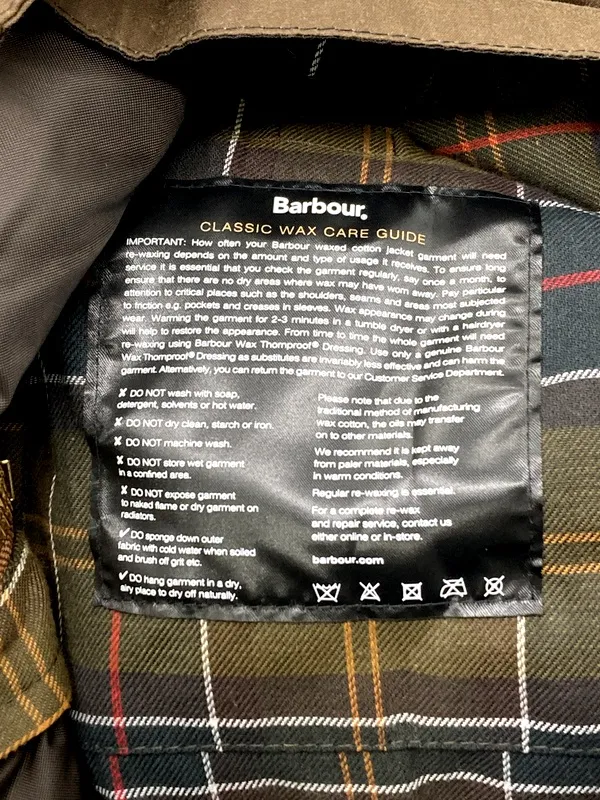 Barbour.
CLASSIC WAX CARE GUIDE
IMPORTANT: How often your Barbour waxed cotton jacket garment will need
re-waxing depends on the amount and type of usage it receives. To ensure long
service it is essential that you check the garment regularly, say once a month, to
ensure that there are no dry areas where wax may have worn away. Pay particular
attention to critical places such as the shoulders, seams and areas most subjected
to friction e.g. pockets and creases in sleeves. Wax appearance may change during
wear. Warming the garment for 2-3 minutes in a tumble dryer or with a hairdryer
will help to restore the appearance. From time to time the whole garment will need
re-waxing using Barbour Wax Thornproof® Dressing. Use only a genuine Barbour
Wax Thornproof® Dressing as substitutes are invariably less effective and can harm the
garment. Alternatively, you can return the garment to our Customer Service Department.
✘ DO NOT wash with soap,
detergent, solvents or hot water.
✘ DO NOT dry clean, starch or iron.
✘ DO NOT machine wash.
✘ DO NOT store wet garment
in a confined area.
✘ DO NOT expose garment
to naked flame or dry garment on
radiators.
✔ DO sponge down outer
fabric with cold water when soiled
and brush off grit etc.
✔ DO hang garment in a dry,
airy place to dry off naturally.
Please note that due to the
traditional method of manufacturing
wax cotton, the oils may transfer
on to other materials.
We recommend it is kept away
from paler materials, especially
in warm conditions.
Regular re-waxing is essential.
For a complete re-wax
and repair service, contact us
either online or in-store.
barbour.com